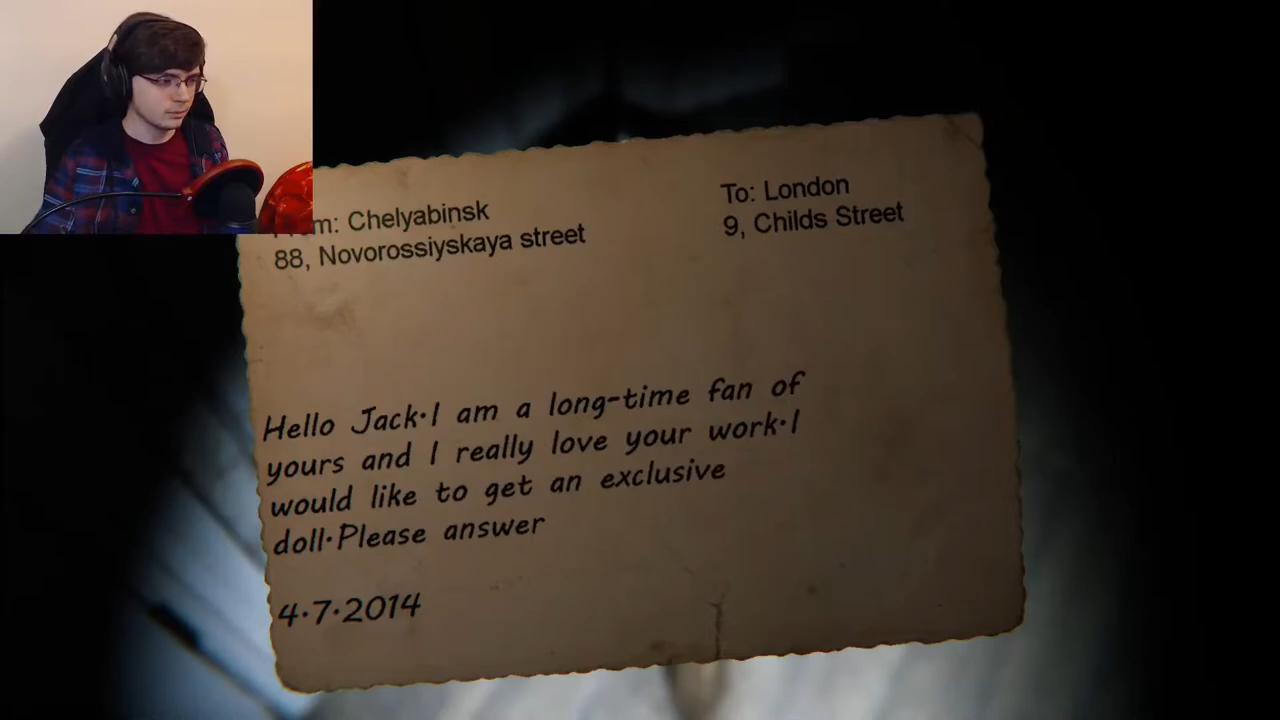 m: Chelyabinsk
88, Novorossiyskaya street
To: London
9, Childs Street
Hello Jack.I am a long-time fan of
yours and I really love your work.I
would like to get an exclusive
doll.Please answer
4.7.2014